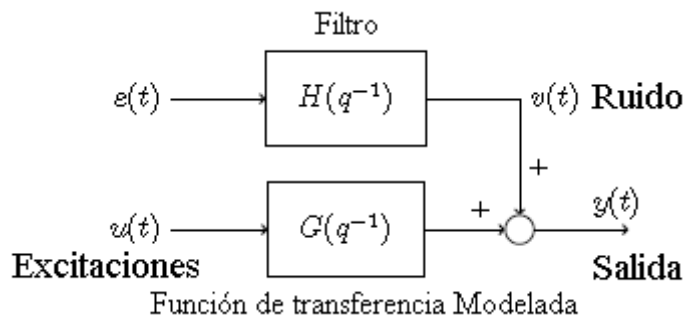 Filtro
e(t) H(q⁻¹) v(t) Ruido
+
u(t) G(q⁻¹) + y(t)
Excitaciones Salida
Función de transferencia Modelada